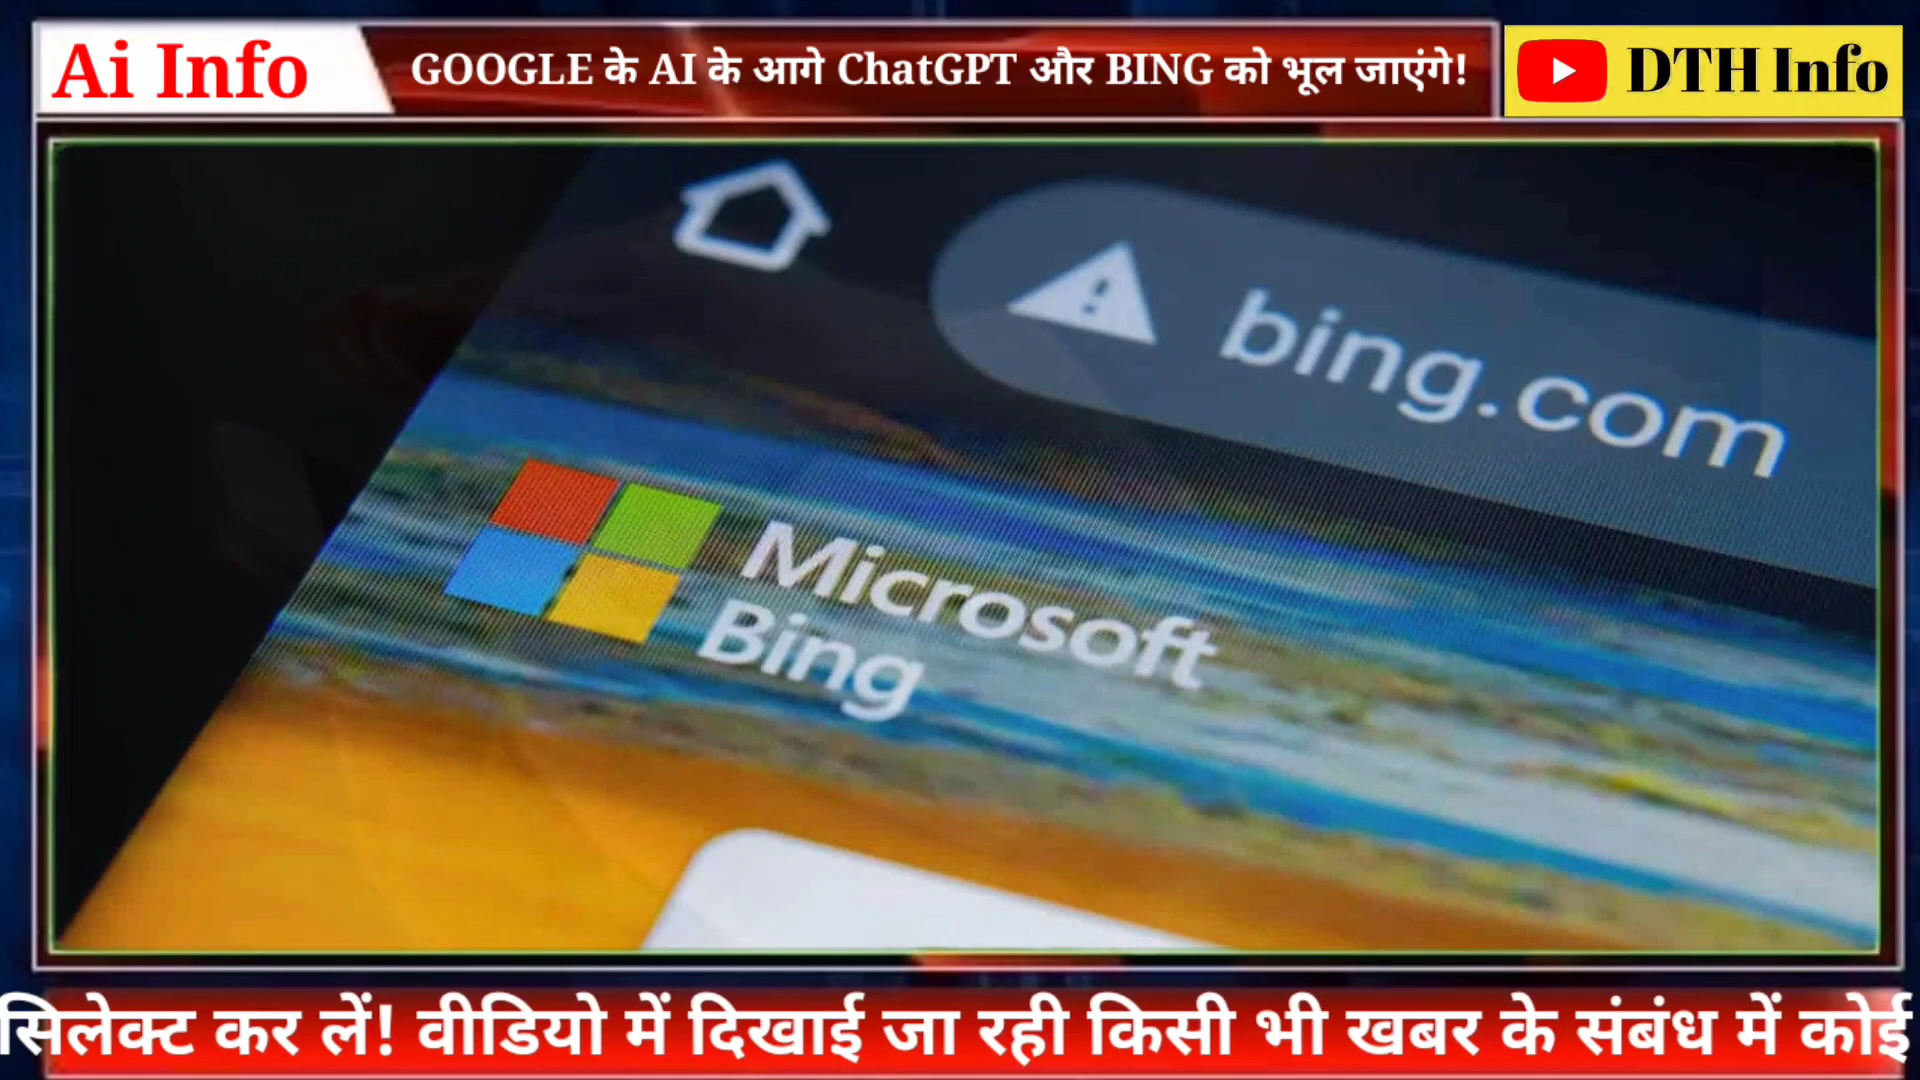 Ai Info
GOOGLE के AI के आगे ChatGPT और BING को भूल जाएंगे!
DTH Info
bing.com
Microsoft
Bing
सिलेक्ट कर लें! वीडियो में दिखाई जा रही किसी भी खबर के संबंध में कोई